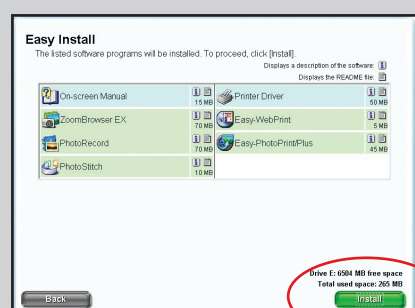 Easy Install
The listed software programs will be installed. To proceed, click [Install].
Displays a description of the software:
Displays the README file:
On-screen Manual
15 MB
Printer Driver
50 MB
ZoomBrowser EX
70 MB
Easy-WebPrint
5 MB
PhotoRecord
70 MB
Easy-PhotoPrint/Plus
45 MB
PhotoStitch
10 MB
Drive E: 6504 MB free space
Total used space: 265 MB
Back
Install